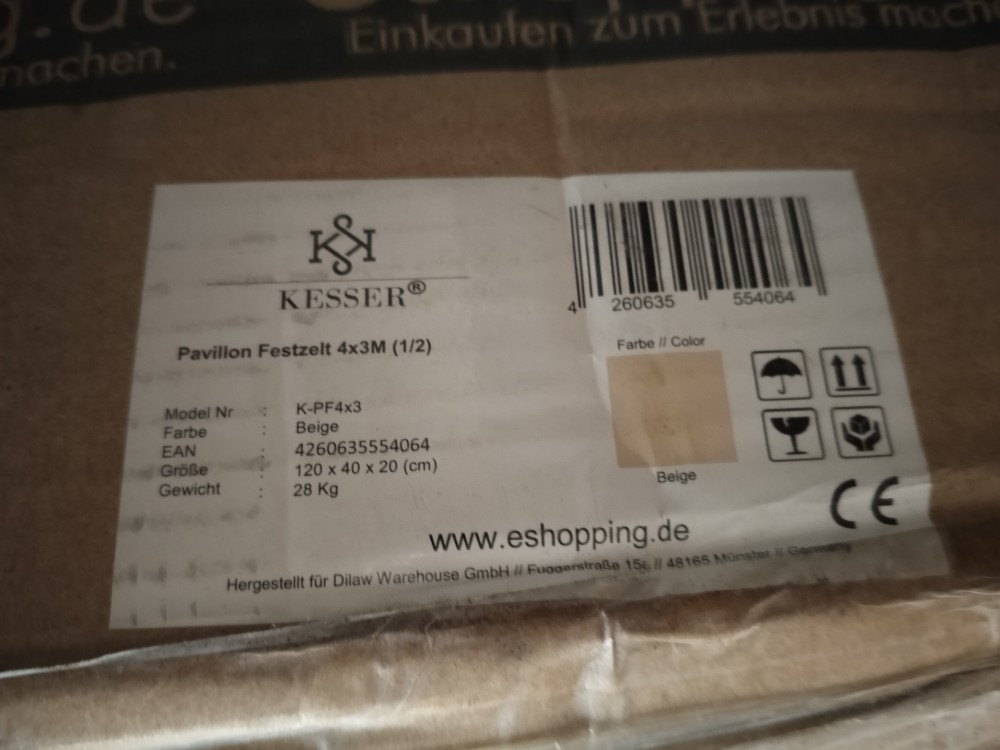 g.de
machen.
Einkaufen zum Erlebnis mach
KESSER®
Pavillon Festzelt 4x3M (1/2)
Model Nr : K-PF4x3
Farbe : Beige
EAN : 4260635554064
Größe : 120 x 40 x 20 (cm)
Gewicht : 28 Kg
4 260635 554064
Farbe // Color
Beige
CE
www.eshopping.de
Hergestellt für Dilaw Warehouse GmbH // Fuggerstraße 15c // 48165 Münster // Germany